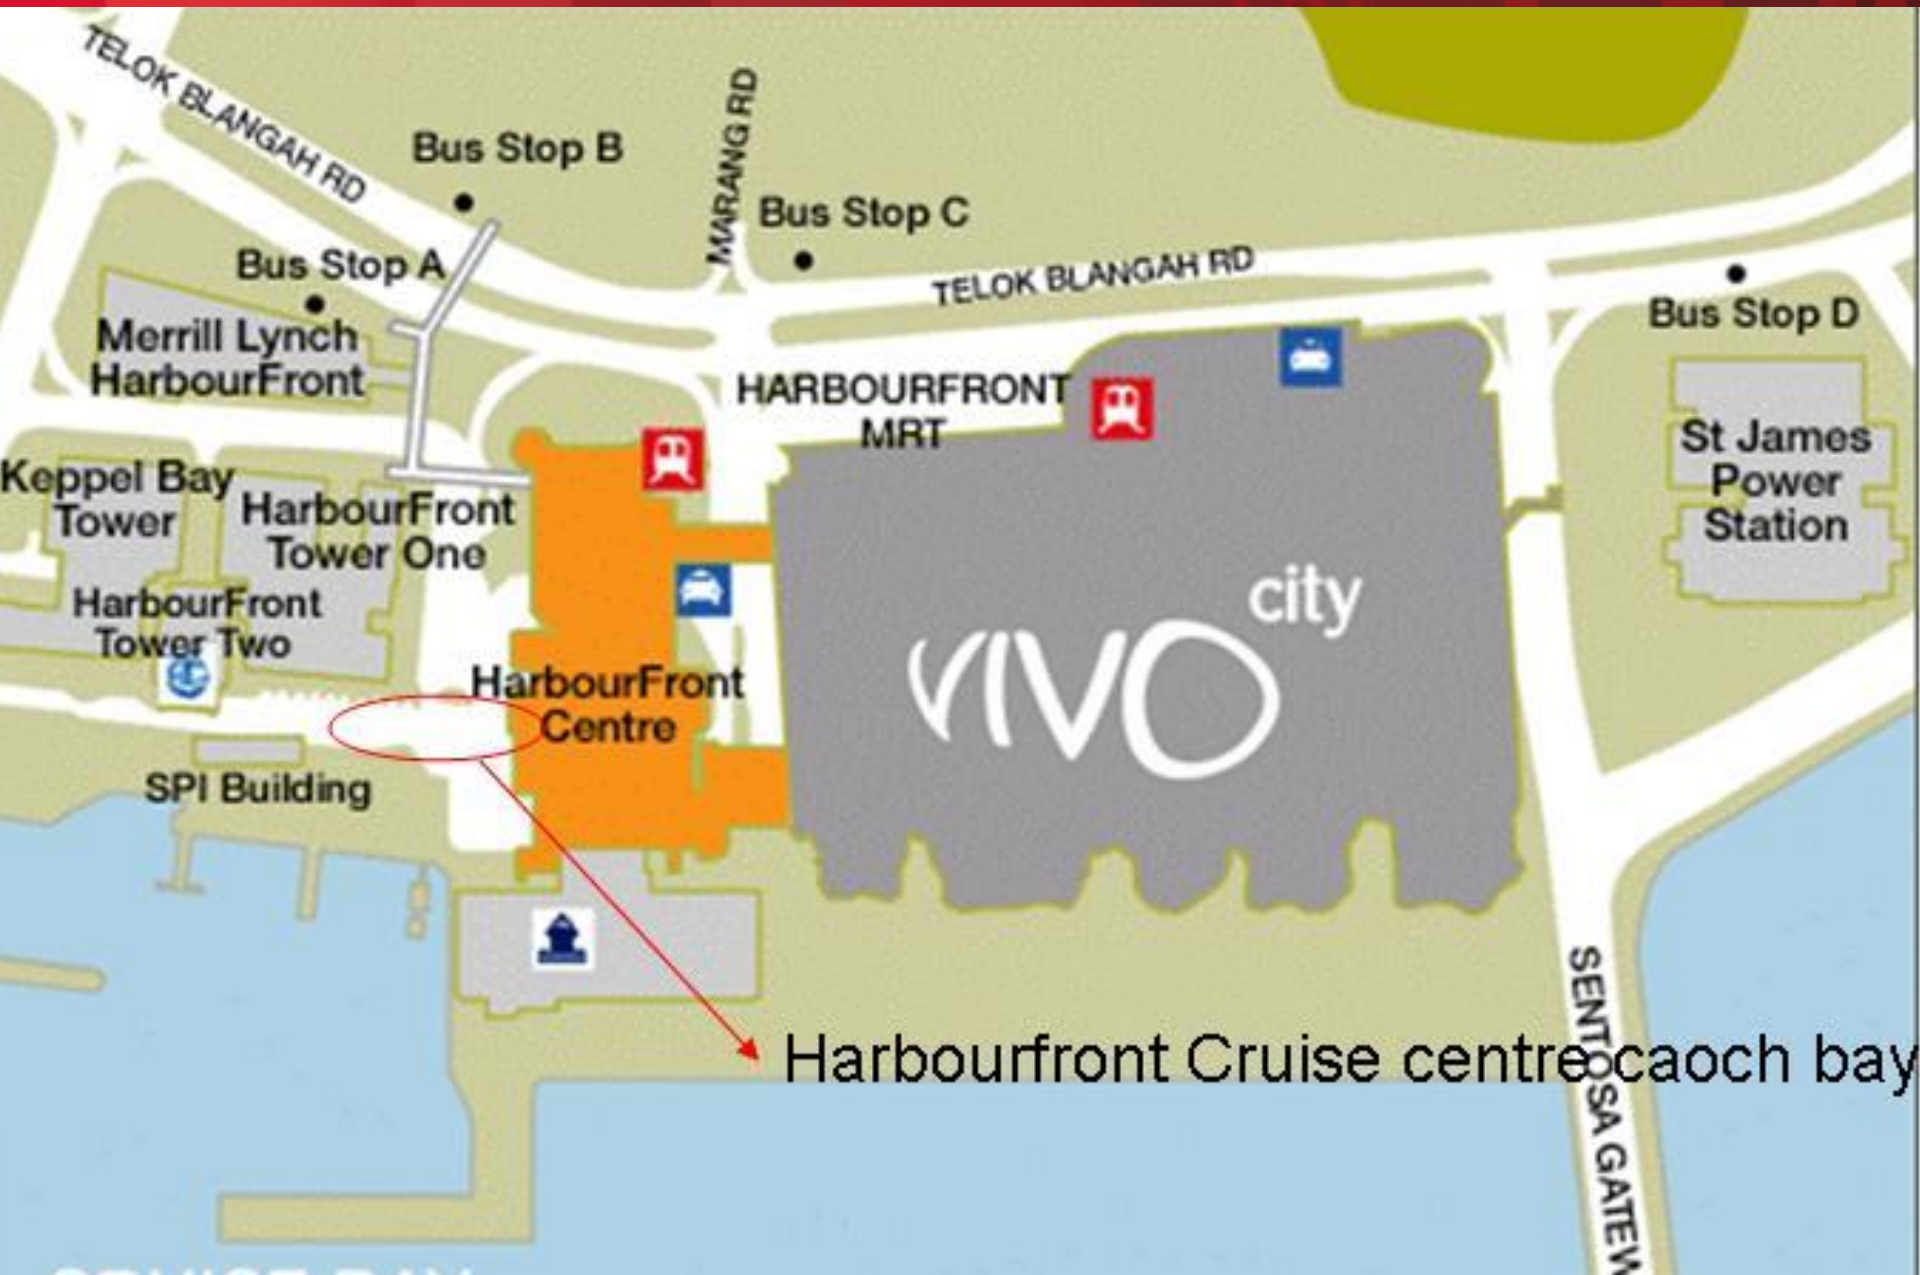 TELOK BLANGAH RD
Bus Stop B
MARANG RD
Bus Stop C
Bus Stop A
TELOK BLANGAH RD
Bus Stop D
Merrill Lynch
HarbourFront
HARBOURFRONT
MRT
St James
Power
Station
Keppel Bay
Tower
HarbourFront
Tower One
HarbourFront
Tower Two
city
vivo
HarbourFront
Centre
SPI Building
Harbourfront Cruise centre caoch bay
SENTOSA GATEW